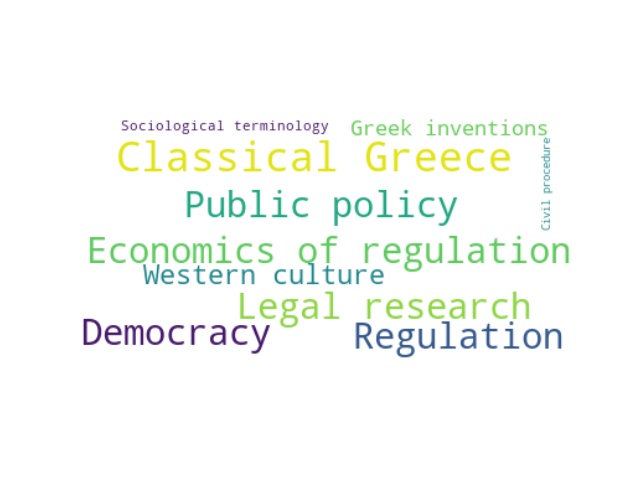 Sociological terminology
Greek inventions
Classical Greece
Civil procedure
Public policy
Economics of regulation
Western culture
Legal research
Democracy
Regulation